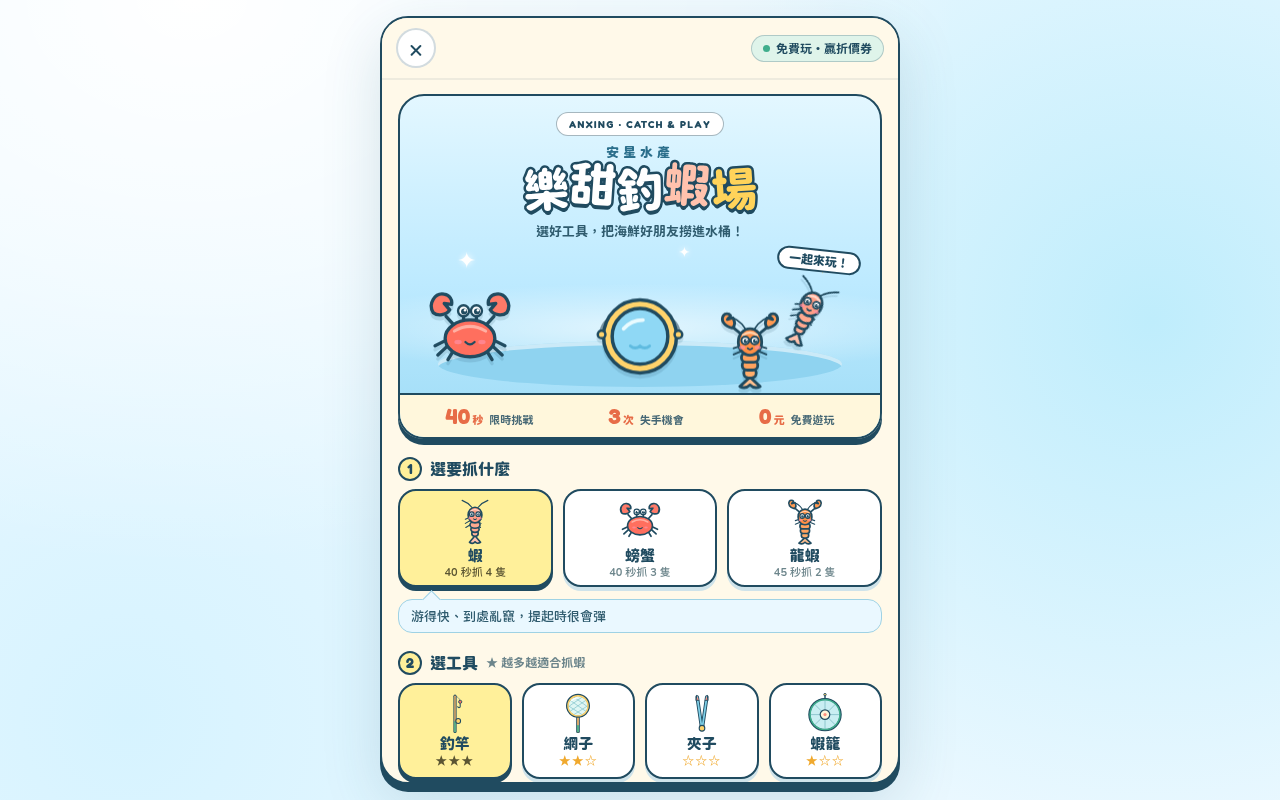 ×
免費玩・贏折價券
ANXING · CATCH & PLAY
安星水產
樂甜釣蝦場
選好工具，把海鮮好朋友撈進水桶！
一起來玩！
40秒 限時挑戰
3次 失手機會
0元 免費遊玩
1 選要抓什麼
蝦
40 秒抓 4 隻
螃蟹
40 秒抓 3 隻
龍蝦
45 秒抓 2 隻
游得快、到處亂竄，提起時很會彈
2 選工具 ★ 越多越適合抓蝦
釣竿
★★★
網子
★★☆
夾子
☆☆☆
蝦籠
★☆☆